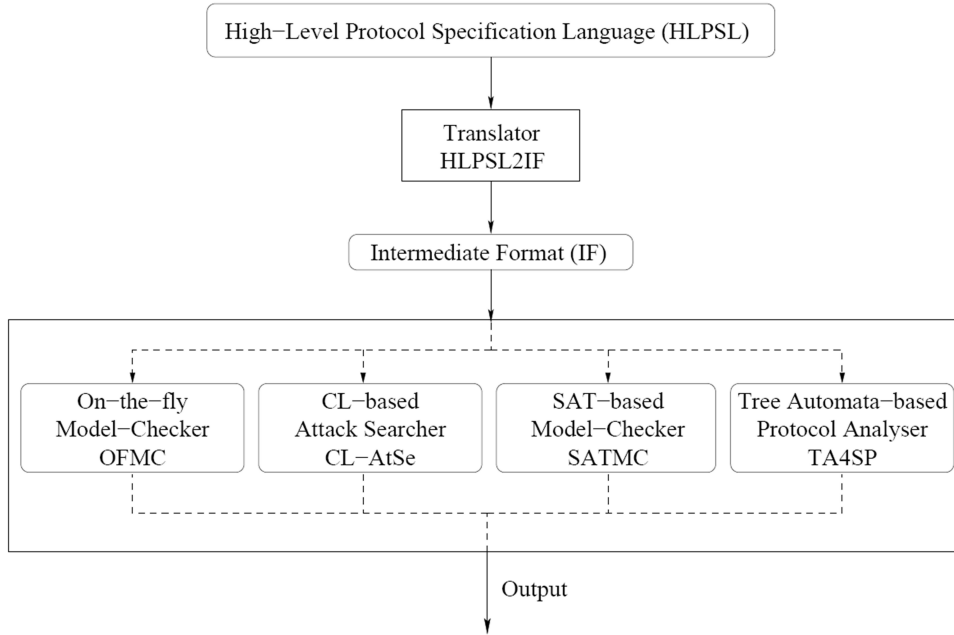 High−Level Protocol Specification Language (HLPSL)
Translator
HLPSL2IF
Intermediate Format (IF)
On−the−fly
Model−Checker
OFMC
CL−based
Attack Searcher
CL−AtSe
SAT−based
Model−Checker
SATMC
Tree Automata−based
Protocol Analyser
TA4SP
Output